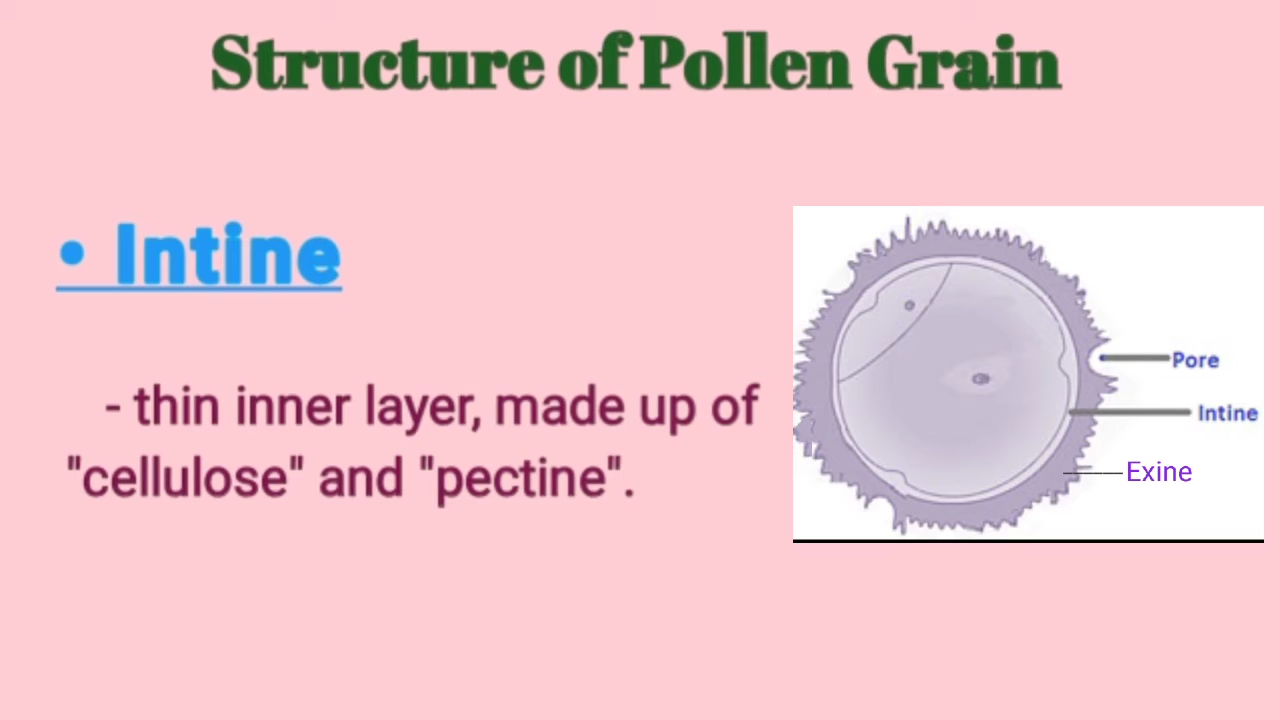 Structure of Pollen Grain
• Intine
- thin inner layer, made up of
"cellulose" and "pectine".
Pore
Intine
Exine